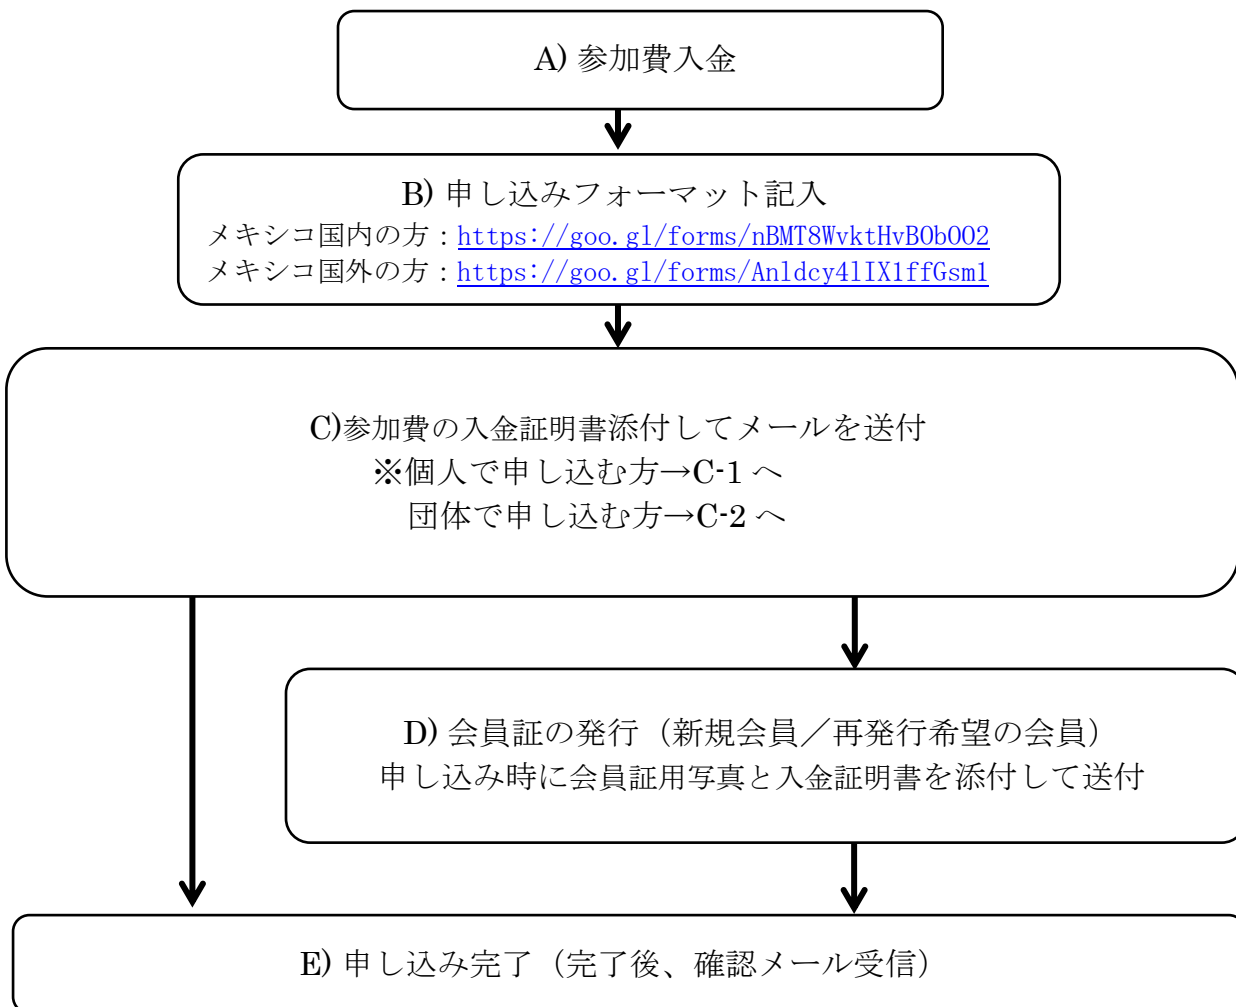 A) 参加費入金
B) 申し込みフォーマット記入
メキシコ国内の方：https://goo.gl/forms/nBMT8WvktHvBObOO2
メキシコ国外の方：https://goo.gl/forms/Anldcy4lIX1ffGsm1
C)参加費の入金証明書添付してメールを送付
※個人で申し込む方→C-1 へ
団体で申し込む方→C-2 へ
D) 会員証の発行（新規会員／再発行希望の会員）
申し込み時に会員証用写真と入金証明書を添付して送付
E) 申し込み完了（完了後、確認メール受信）